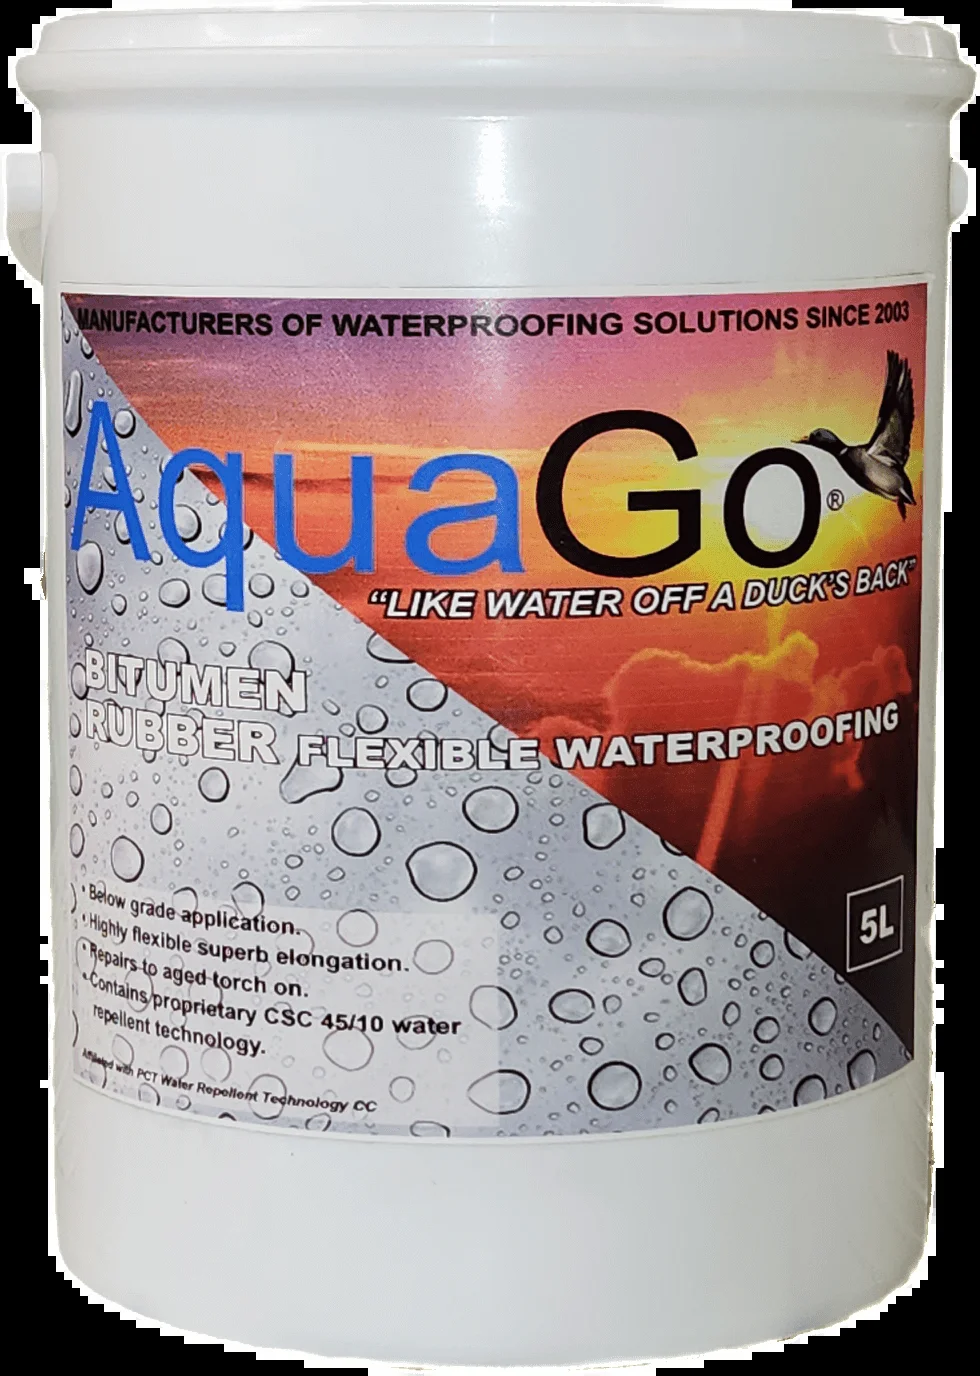 MANUFACTURERS OF WATERPROOFING SOLUTIONS SINCE 2003
AquaGo®
“LIKE WATER OFF A DUCK’S BACK”
BITUMEN
RUBBER FLEXIBLE WATERPROOFING
5L
• Below grade application.
• Highly flexible superb elongation.
• Repairs to aged torch on.
• Contains proprietary CSC 45/10 water
repellent technology.
Affiliated with PCT Water Repellent Technology CC